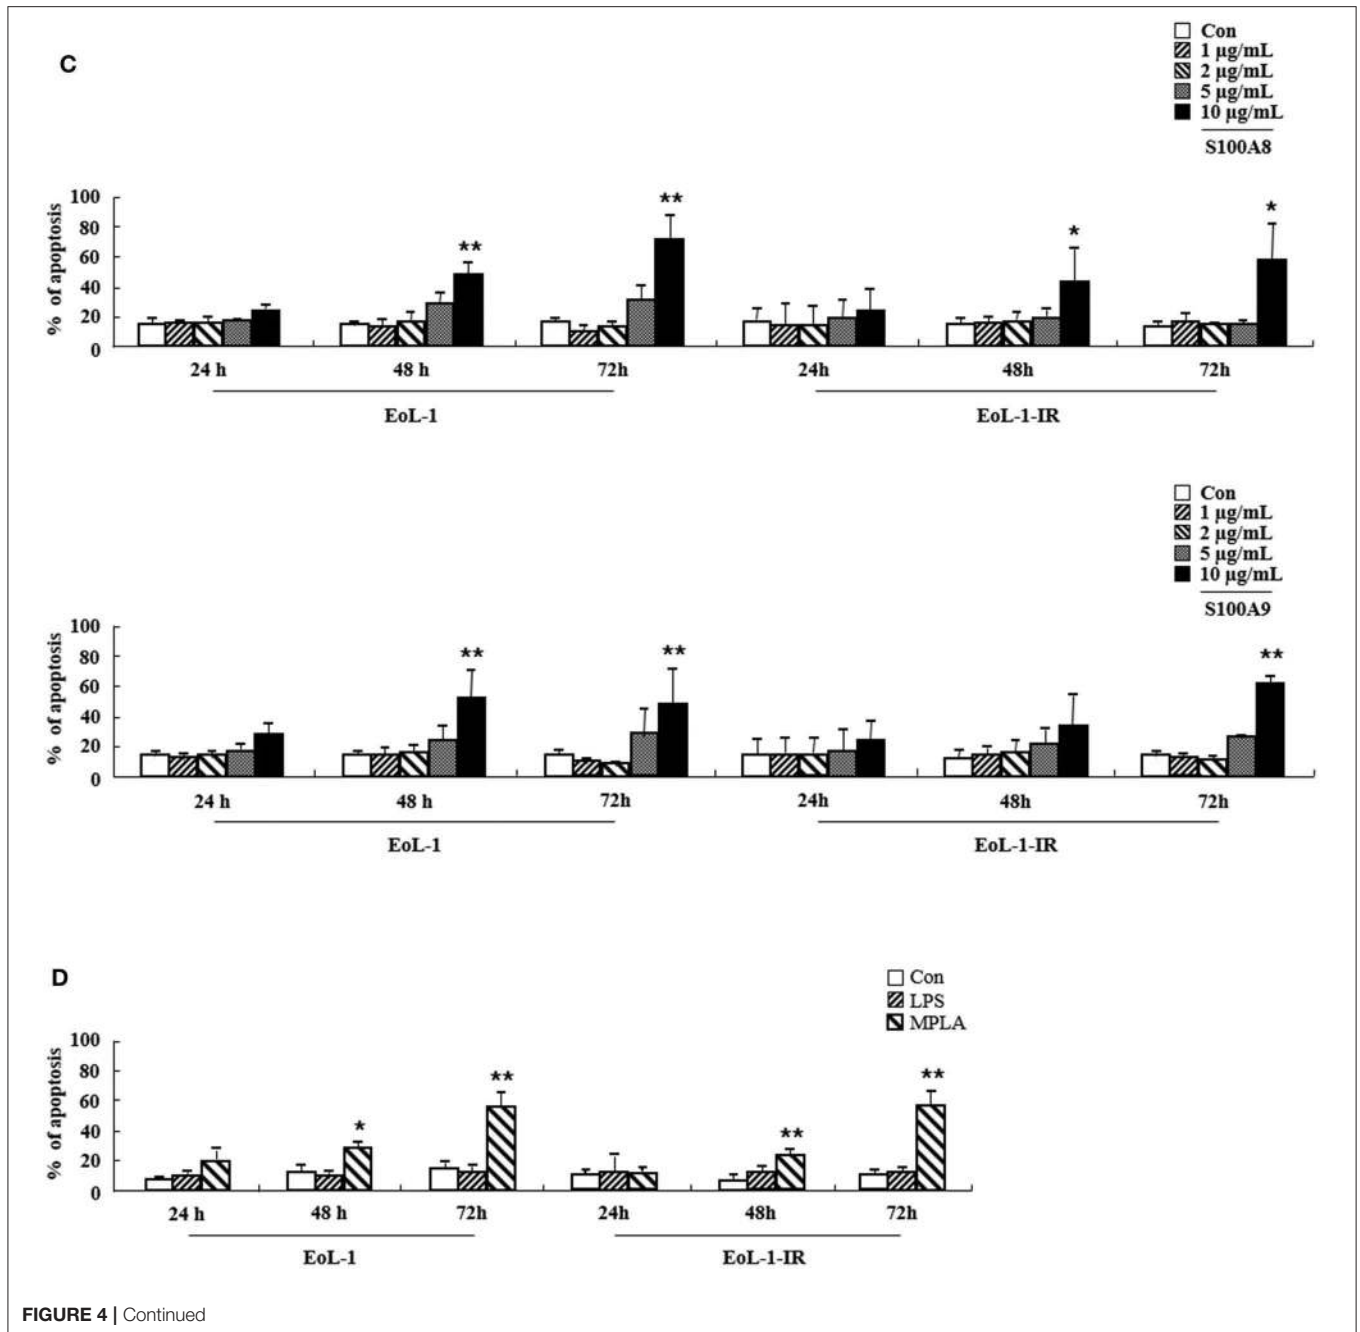 C
Con
1 µg/mL
2 µg/mL
5 µg/mL
10 µg/mL
S100A8
% of apoptosis
100
80
60
40
20
0
**
**
*
*
24 h 48 h 72h 24h 48h 72h
EoL-1 EoL-1-IR
Con
1 µg/mL
2 µg/mL
5 µg/mL
10 µg/mL
S100A9
% of apoptosis
100
80
60
40
20
0
**
**
**
24 h 48 h 72h 24h 48h 72h
EoL-1 EoL-1-IR
D
Con
LPS
MPLA
% of apoptosis
100
80
60
40
20
0
*
**
**
**
24 h 48 h 72h 24h 48h 72h
EoL-1 EoL-1-IR
FIGURE 4 | Continued